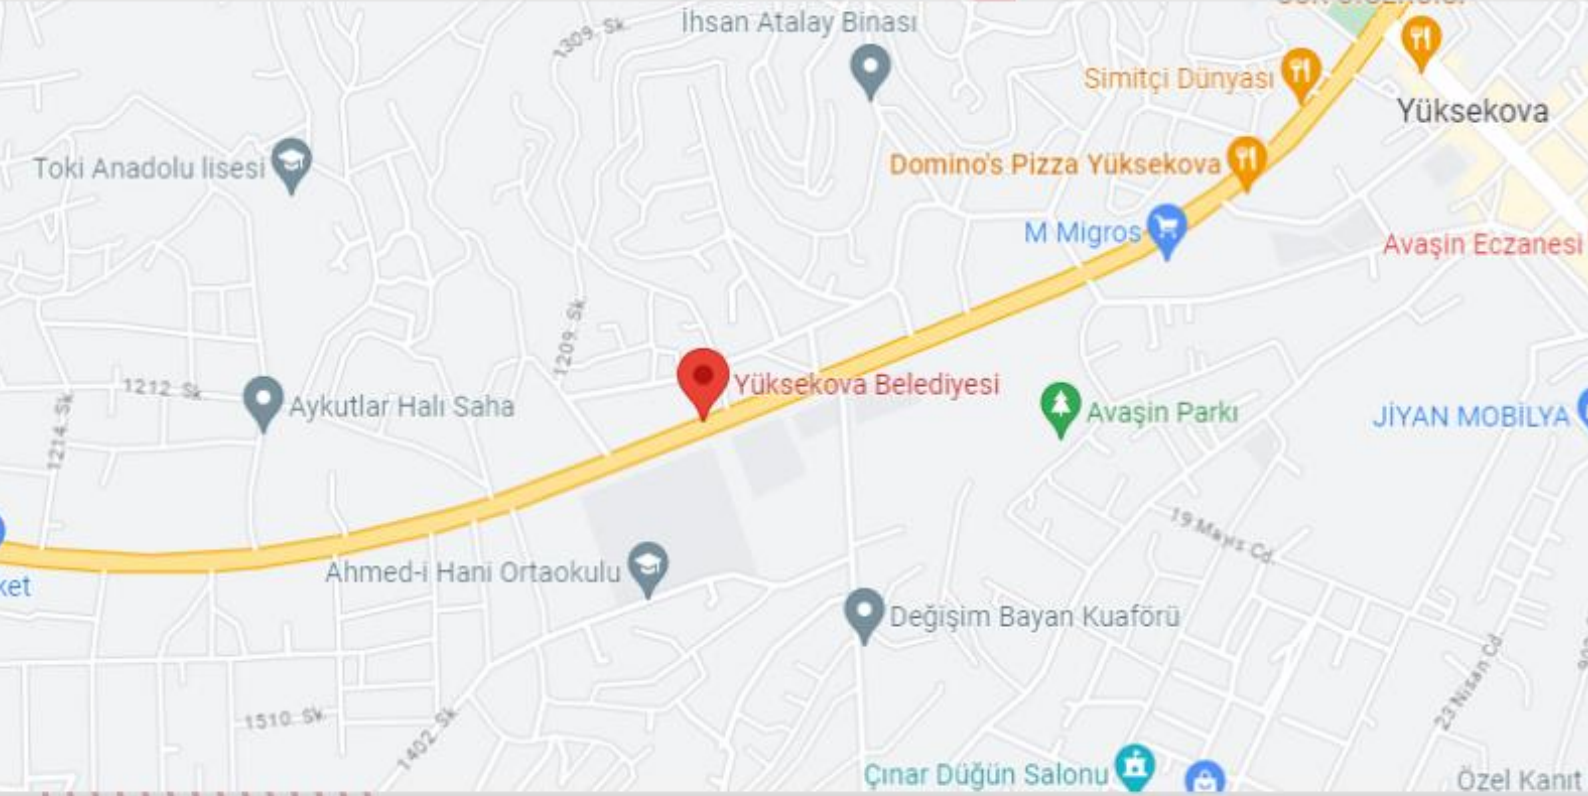 İhsan Atalay Binası
1309. Sk.
Simitçi Dünyası
Yüksekova
Toki Anadolu lisesi
Domino's Pizza Yüksekova
M Migros
Avaşin Eczanesi
1209. Sk.
Yüksekova Belediyesi
1212 Sk.
Aykutlar Halı Saha
1214. Sk.
Avaşin Parkı
JİYAN MOBİLYA
19 Mayıs Cd.
ket
Ahmed-i Hani Ortaokulu
Değişim Bayan Kuaförü
23 Nisan Cd
1510. Sk.
1402. Sk
Çınar Düğün Salonu
Özel Kanıt